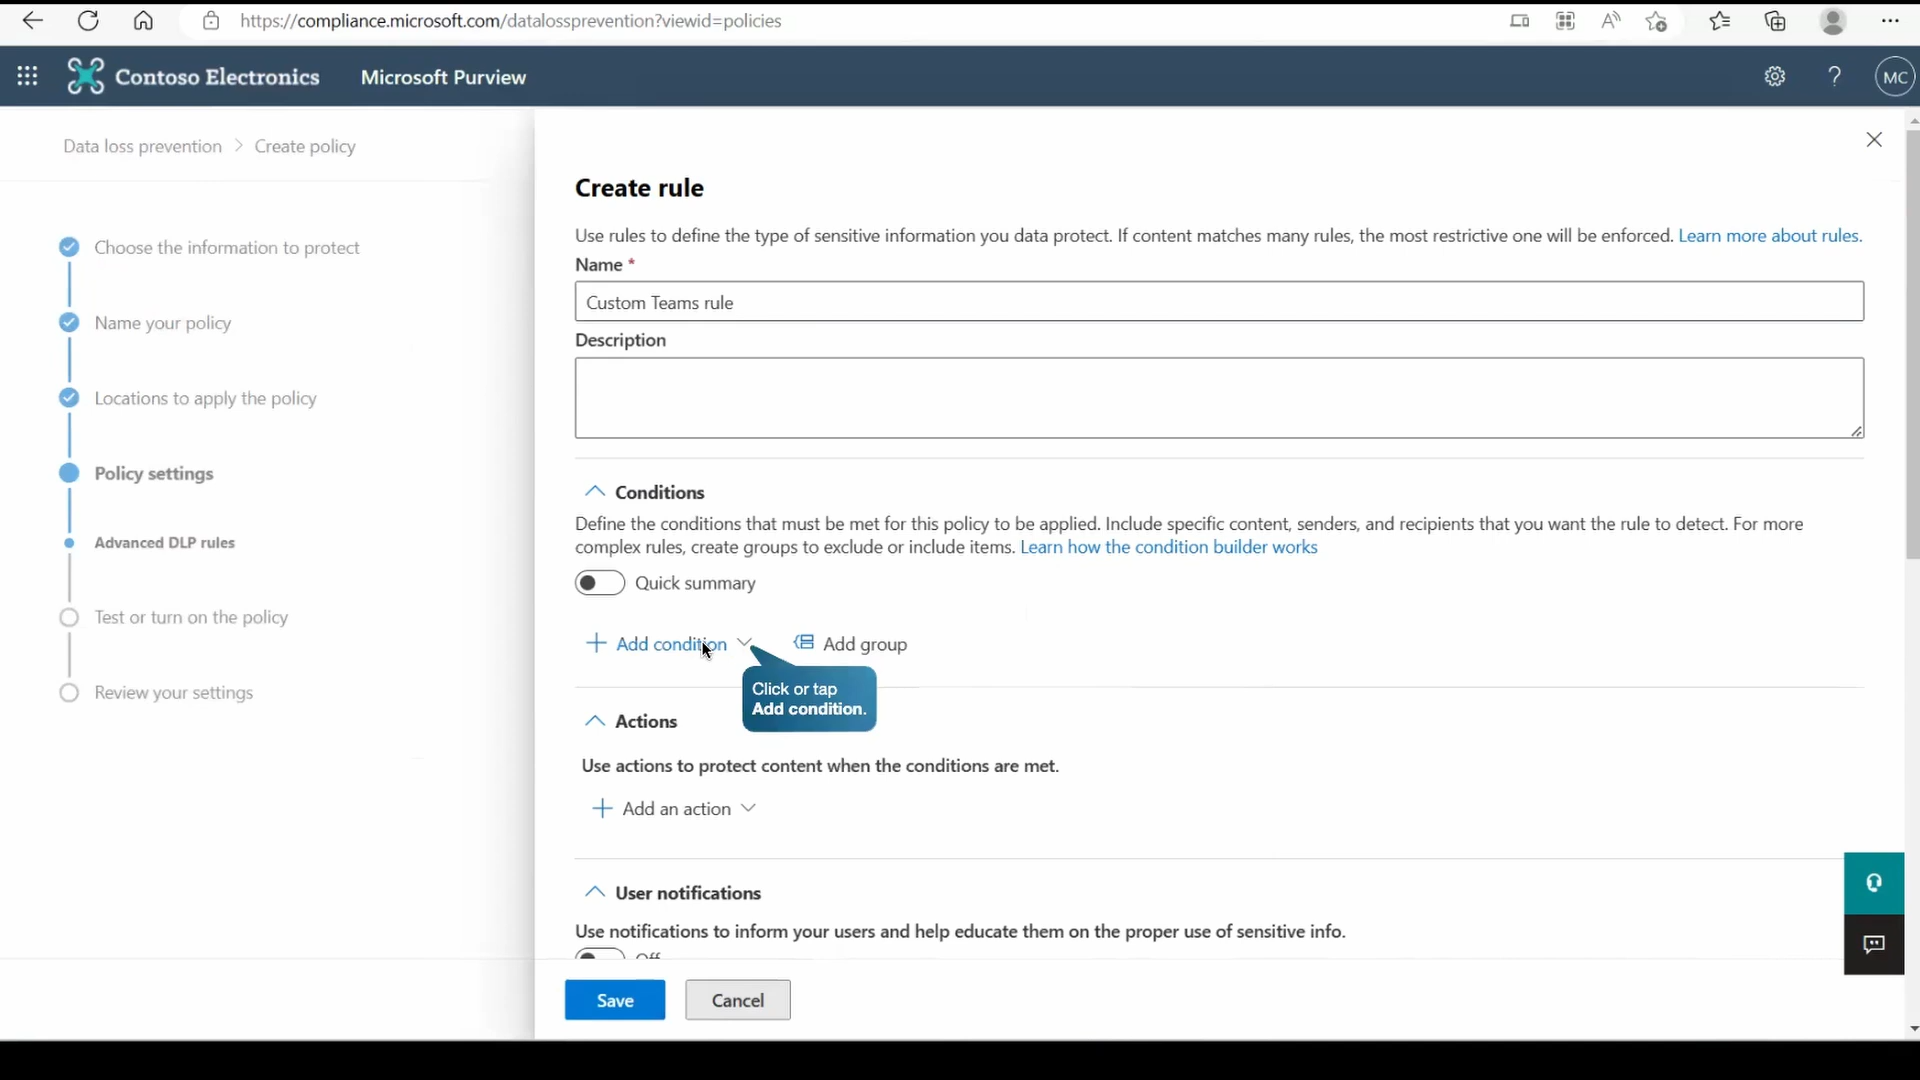 https://compliance.microsoft.com/datalossprevention?viewid=policies
Contoso Electronics
Microsoft Purview
?
MC
Data loss prevention > Create policy
Choose the information to protect
Name your policy
Locations to apply the policy
Policy settings
Advanced DLP rules
Test or turn on the policy
Review your settings
Create rule
Use rules to define the type of sensitive information you data protect. If content matches many rules, the most restrictive one will be enforced. Learn more about rules.
Name *
Custom Teams rule
Description
Conditions
Define the conditions that must be met for this policy to be applied. Include specific content, senders, and recipients that you want the rule to detect. For more
complex rules, create groups to exclude or include items. Learn how the condition builder works
Quick summary
Add condition
Add group
Click or tap
Add condition.
Actions
Use actions to protect content when the conditions are met.
Add an action
User notifications
Use notifications to inform your users and help educate them on the proper use of sensitive info.
Off
Save
Cancel